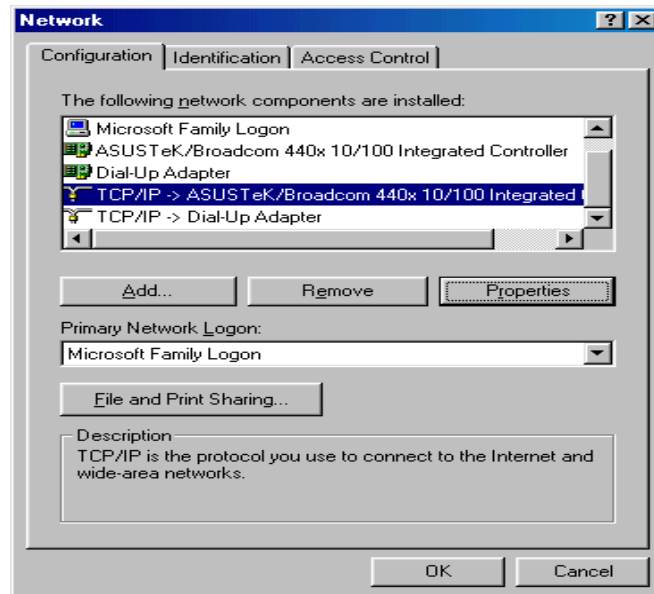 Network
Configuration Identification Access Control
The following network components are installed:
Microsoft Family Logon
ASUSTeK/Broadcom 440x 10/100 Integrated Controller
Dial-Up Adapter
TCP/IP -> ASUSTeK/Broadcom 440x 10/100 Integrated
TCP/IP -> Dial-Up Adapter
Add... Remove Properties
Primary Network Logon:
Microsoft Family Logon
File and Print Sharing...
Description
TCP/IP is the protocol you use to connect to the Internet and
wide-area networks.
OK Cancel